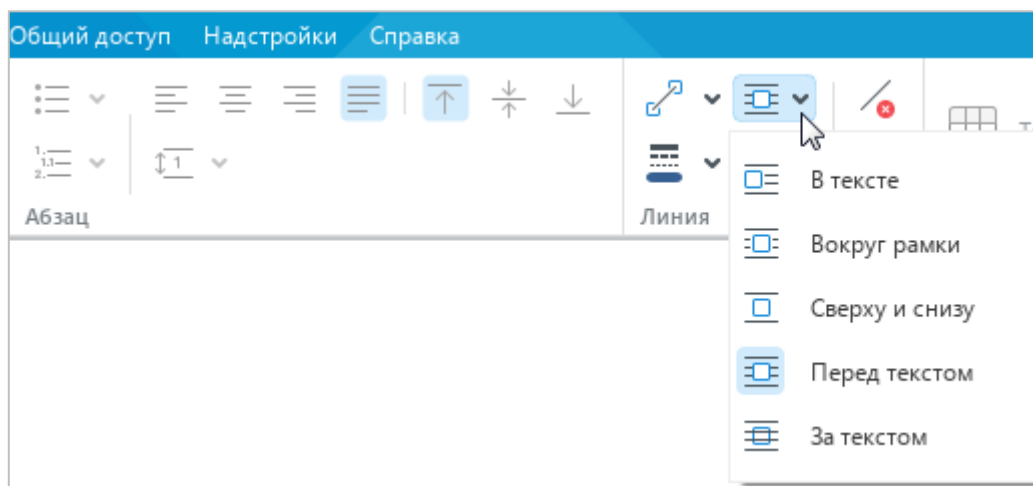 Общий доступ Надстройки Справка
Абзац
Линия
В тексте
Вокруг рамки
Сверху и снизу
Перед текстом
За текстом